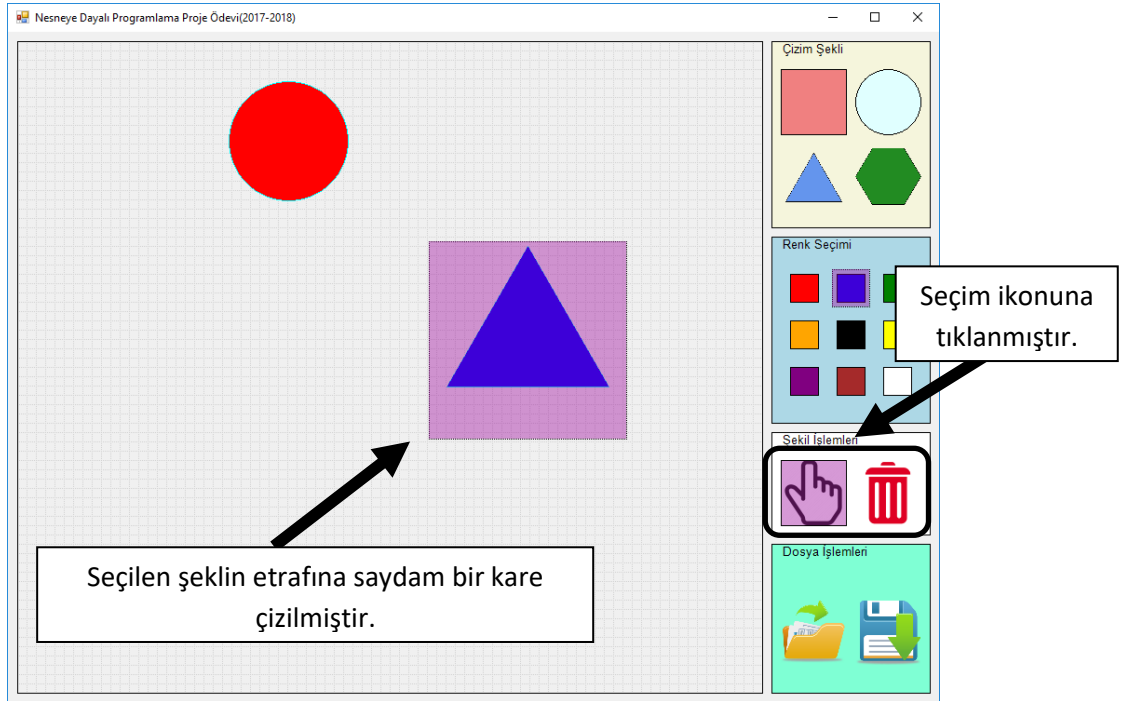 Nesneye Dayalı Programlama Proje Ödevi(2017-2018)
Çizim Şekli
Renk Seçimi
Seçim ikonuna
tıklanmıştır.
Şekil İşlemleri
Dosya İşlemleri
Seçilen şeklin etrafına saydam bir kare
çizilmiştir.